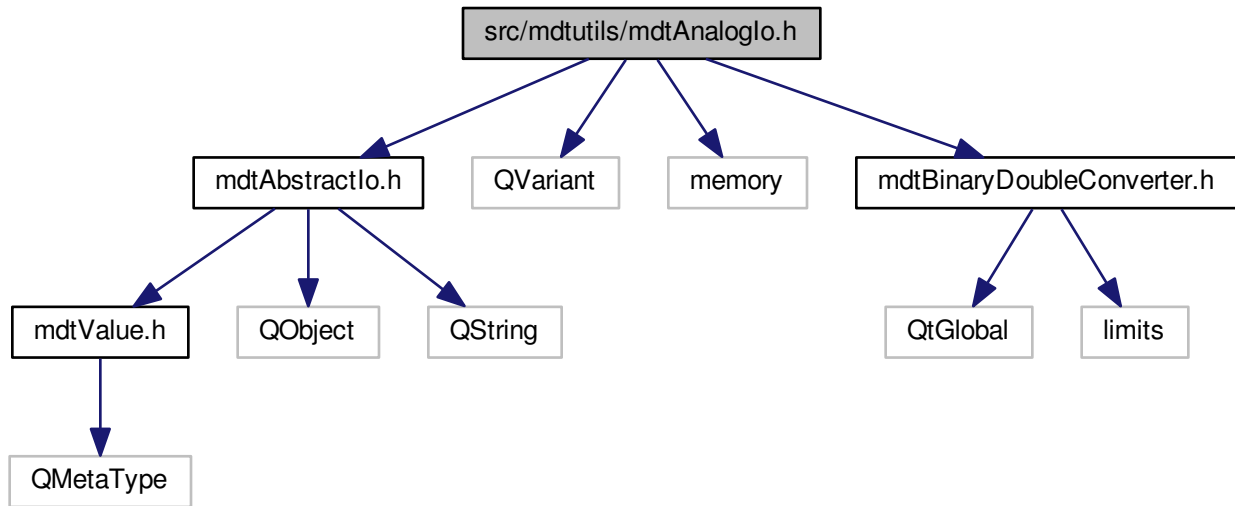 src/mdtutils/mdtAnalogIo.h
mdtAbstractIo.h
QVariant
memory
mdtBinaryDoubleConverter.h
mdtValue.h
QObject
QString
QtGlobal
limits
QMetaType